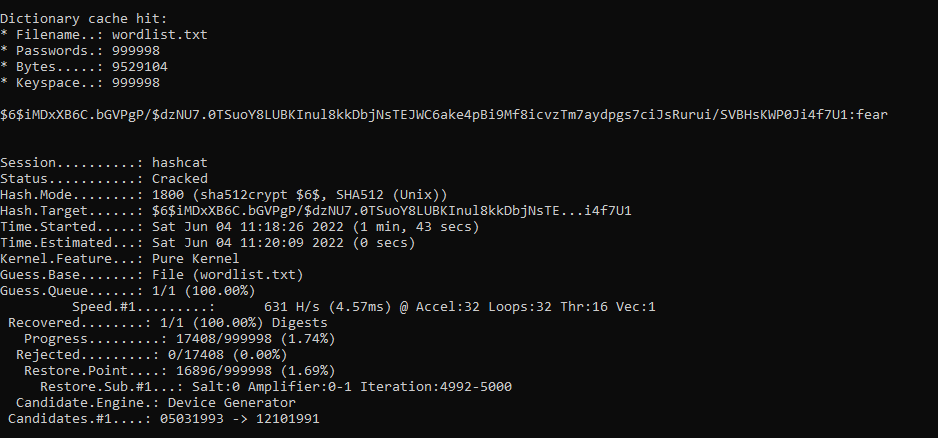 Dictionary cache hit:
* Filename..: wordlist.txt
* Passwords.: 999998
* Bytes.....: 9529104
* Keyspace..: 999998
$6$iMDxXB6C.bGVPgP/$dzNU7.0TSuoY8LUBKInul8kkDbjNsTEJWC6ake4pBi9Mf8icvzTm7aydpgs7ciJsRurui/SVBHsKWP0Ji4f7U1:fear
Session..........: hashcat
Status...........: Cracked
Hash.Mode........: 1800 (sha512crypt $6$, SHA512 (Unix))
Hash.Target......: $6$iMDxXB6C.bGVPgP/$dzNU7.0TSuoY8LUBKInul8kkDbjNsTE...i4f7U1
Time.Started.....: Sat Jun 04 11:18:26 2022 (1 min, 43 secs)
Time.Estimated...: Sat Jun 04 11:20:09 2022 (0 secs)
Kernel.Feature...: Pure Kernel
Guess.Base.......: File (wordlist.txt)
Guess.Queue......: 1/1 (100.00%)
Speed.#1.........:      631 H/s (4.57ms) @ Accel:32 Loops:32 Thr:16 Vec:1
Recovered........: 1/1 (100.00%) Digests
Progress.........: 17408/999998 (1.74%)
Rejected.........: 0/17408 (0.00%)
Restore.Point....: 16896/999998 (1.69%)
Restore.Sub.#1...: Salt:0 Amplifier:0-1 Iteration:4992-5000
Candidate.Engine.: Device Generator
Candidates.#1....: 05031993 -> 12101991